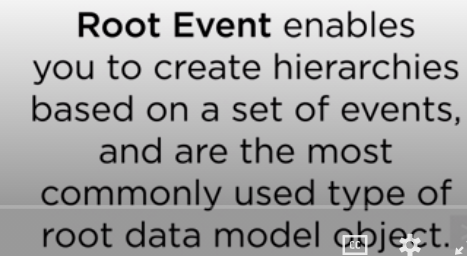 Root Event enables
you to create hierarchies
based on a set of events,
and are the most
commonly used type of
root data model object.
CC